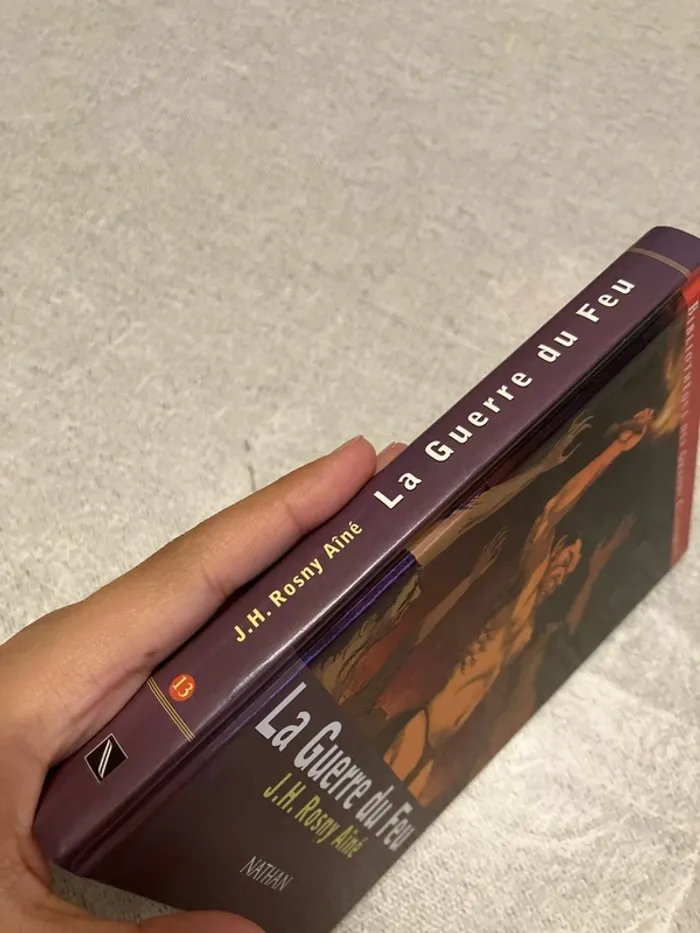 La Guerre du Feu
J.H. Rosny Aîné
13
La Guerre du Feu
J.H. Rosny Aîné
NATHAN